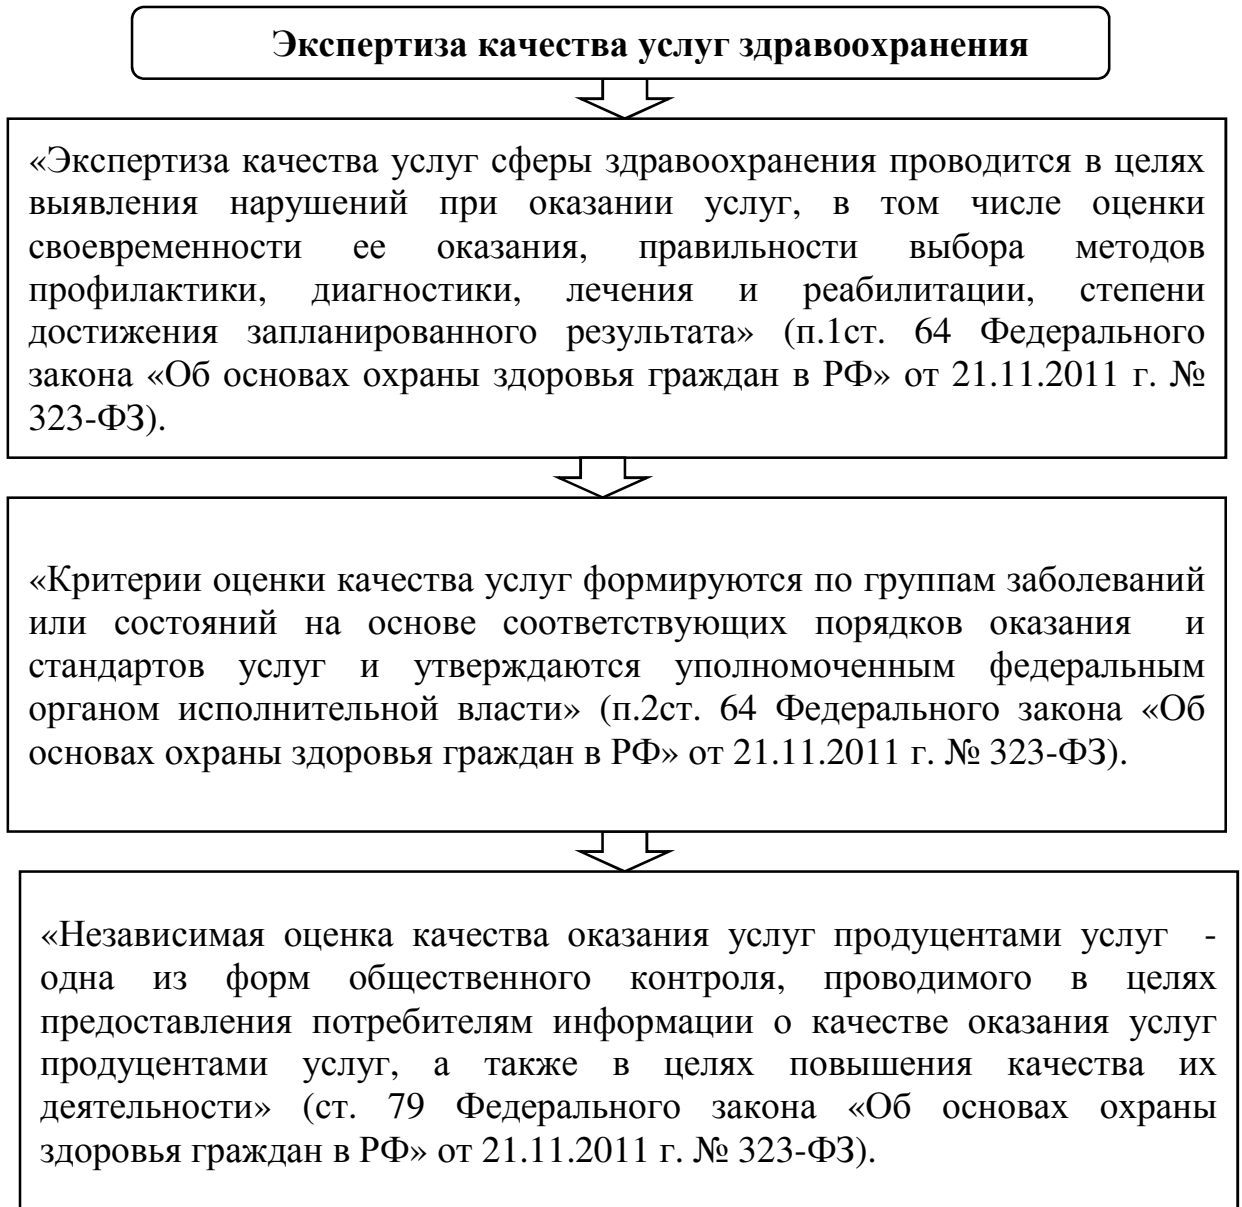 Экспертиза качества услуг здравоохранения
«Экспертиза качества услуг сферы здравоохранения проводится в целях
выявления нарушений при оказании услуг, в том числе оценки
своевременности ее оказания, правильности выбора методов
профилактики, диагностики, лечения и реабилитации, степени
достижения запланированного результата» (п.1ст. 64 Федерального
закона «Об основах охраны здоровья граждан в РФ» от 21.11.2011 г. №
323-ФЗ).
«Критерии оценки качества услуг формируются по группам заболеваний
или состояний на основе соответствующих порядков оказания и
стандартов услуг и утверждаются уполномоченным федеральным
органом исполнительной власти» (п.2ст. 64 Федерального закона «Об
основах охраны здоровья граждан в РФ» от 21.11.2011 г. № 323-ФЗ).
«Независимая оценка качества оказания услуг продуцентами услуг -
одна из форм общественного контроля, проводимого в целях
предоставления потребителям информации о качестве оказания услуг
продуцентами услуг, а также в целях повышения качества их
деятельности» (ст. 79 Федерального закона «Об основах охраны
здоровья граждан в РФ» от 21.11.2011 г. № 323-ФЗ).